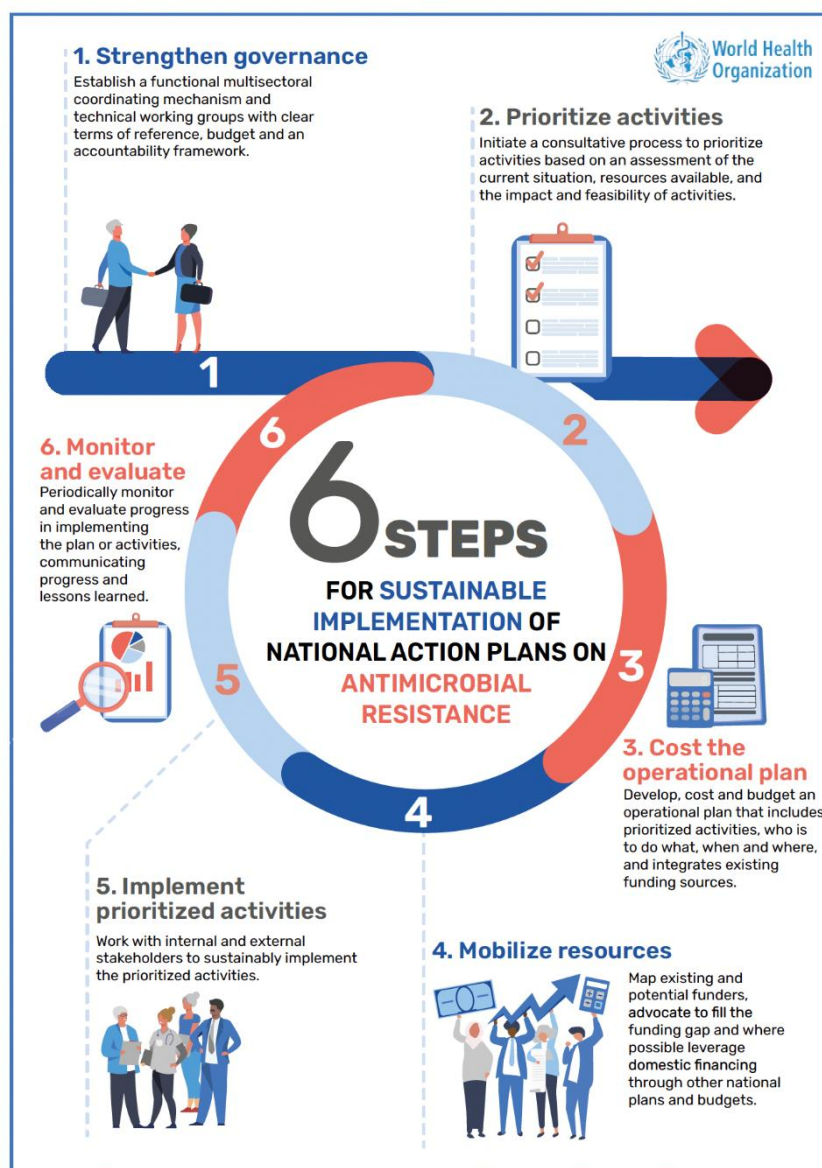 World Health
Organization
1. Strengthen governance
Establish a functional multisectoral
coordinating mechanism and
technical working groups with clear
terms of reference, budget and an
accountability framework.
2. Prioritize activities
Initiate a consultative process to prioritize
activities based on an assessment of the
current situation, resources available, and
the impact and feasibility of activities.
1
2
6
6. Monitor
and evaluate
Periodically monitor
and evaluate progress
in implementing
the plan or activities,
communicating
progress and
lessons learned.
6 STEPS
FOR SUSTAINABLE
IMPLEMENTATION OF
NATIONAL ACTION PLANS ON
ANTIMICROBIAL
RESISTANCE
5
3
3. Cost the
operational plan
Develop, cost and budget an
operational plan that includes
prioritized activities, who is
to do what, when and where,
and integrates existing
funding sources.
4
5. Implement
prioritized activities
Work with internal and external
stakeholders to sustainably implement
the prioritized activities.
4. Mobilize resources
Map existing and
potential funders,
advocate to fill the
funding gap and where
possible leverage
domestic financing
through other national
plans and budgets.